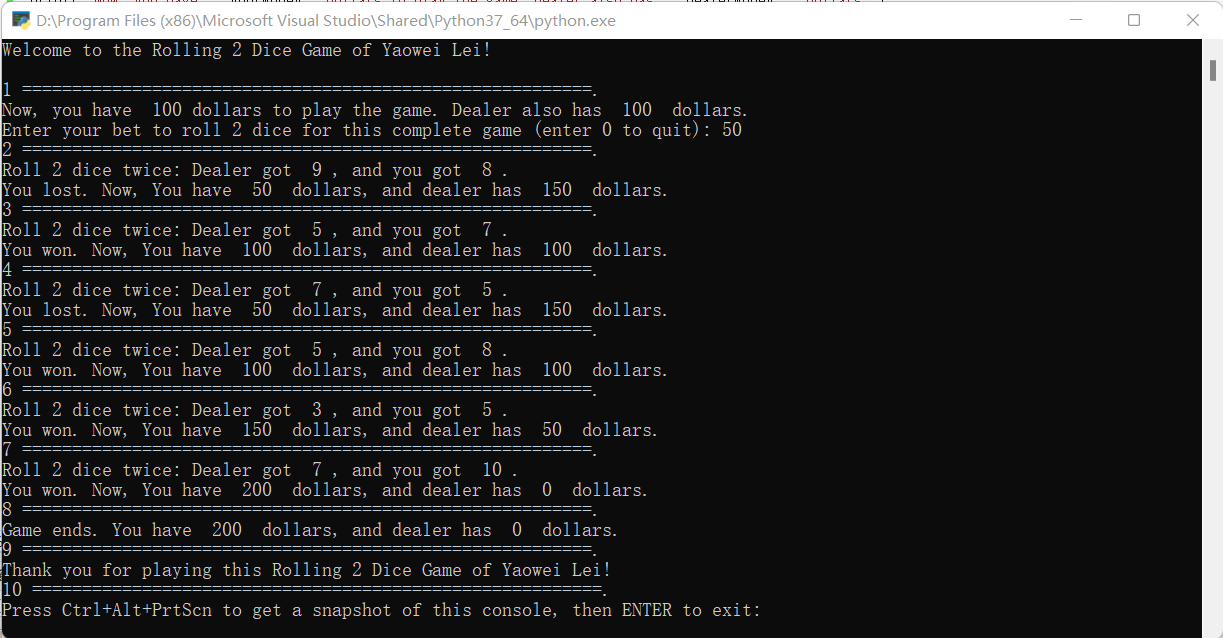 D:\Program Files (x86)\Microsoft Visual Studio\Shared\Python37_64\python.exe
Welcome to the Rolling 2 Dice Game of Yaowei Lei!
1 =========================================================.
Now, you have  100 dollars to play the game. Dealer also has  100  dollars.
Enter your bet to roll 2 dice for this complete game (enter 0 to quit): 50
2 =========================================================.
Roll 2 dice twice: Dealer got  9 , and you got  8 .
You lost. Now, You have  50  dollars, and dealer has  150  dollars.
3 =========================================================.
Roll 2 dice twice: Dealer got  5 , and you got  7 .
You won. Now, You have  100  dollars, and dealer has  100  dollars.
4 =========================================================.
Roll 2 dice twice: Dealer got  7 , and you got  5 .
You lost. Now, You have  50  dollars, and dealer has  150  dollars.
5 =========================================================.
Roll 2 dice twice: Dealer got  5 , and you got  8 .
You won. Now, You have  100  dollars, and dealer has  100  dollars.
6 =========================================================.
Roll 2 dice twice: Dealer got  3 , and you got  5 .
You won. Now, You have  150  dollars, and dealer has  50  dollars.
7 =========================================================.
Roll 2 dice twice: Dealer got  7 , and you got  10 .
You won. Now, You have  200  dollars, and dealer has  0  dollars.
8 =========================================================.
Game ends. You have  200  dollars, and dealer has  0  dollars.
9 =========================================================.
Thank you for playing this Rolling 2 Dice Game of Yaowei Lei!
10 =========================================================.
Press Ctrl+Alt+PrtScn to get a snapshot of this console, then ENTER to exit: